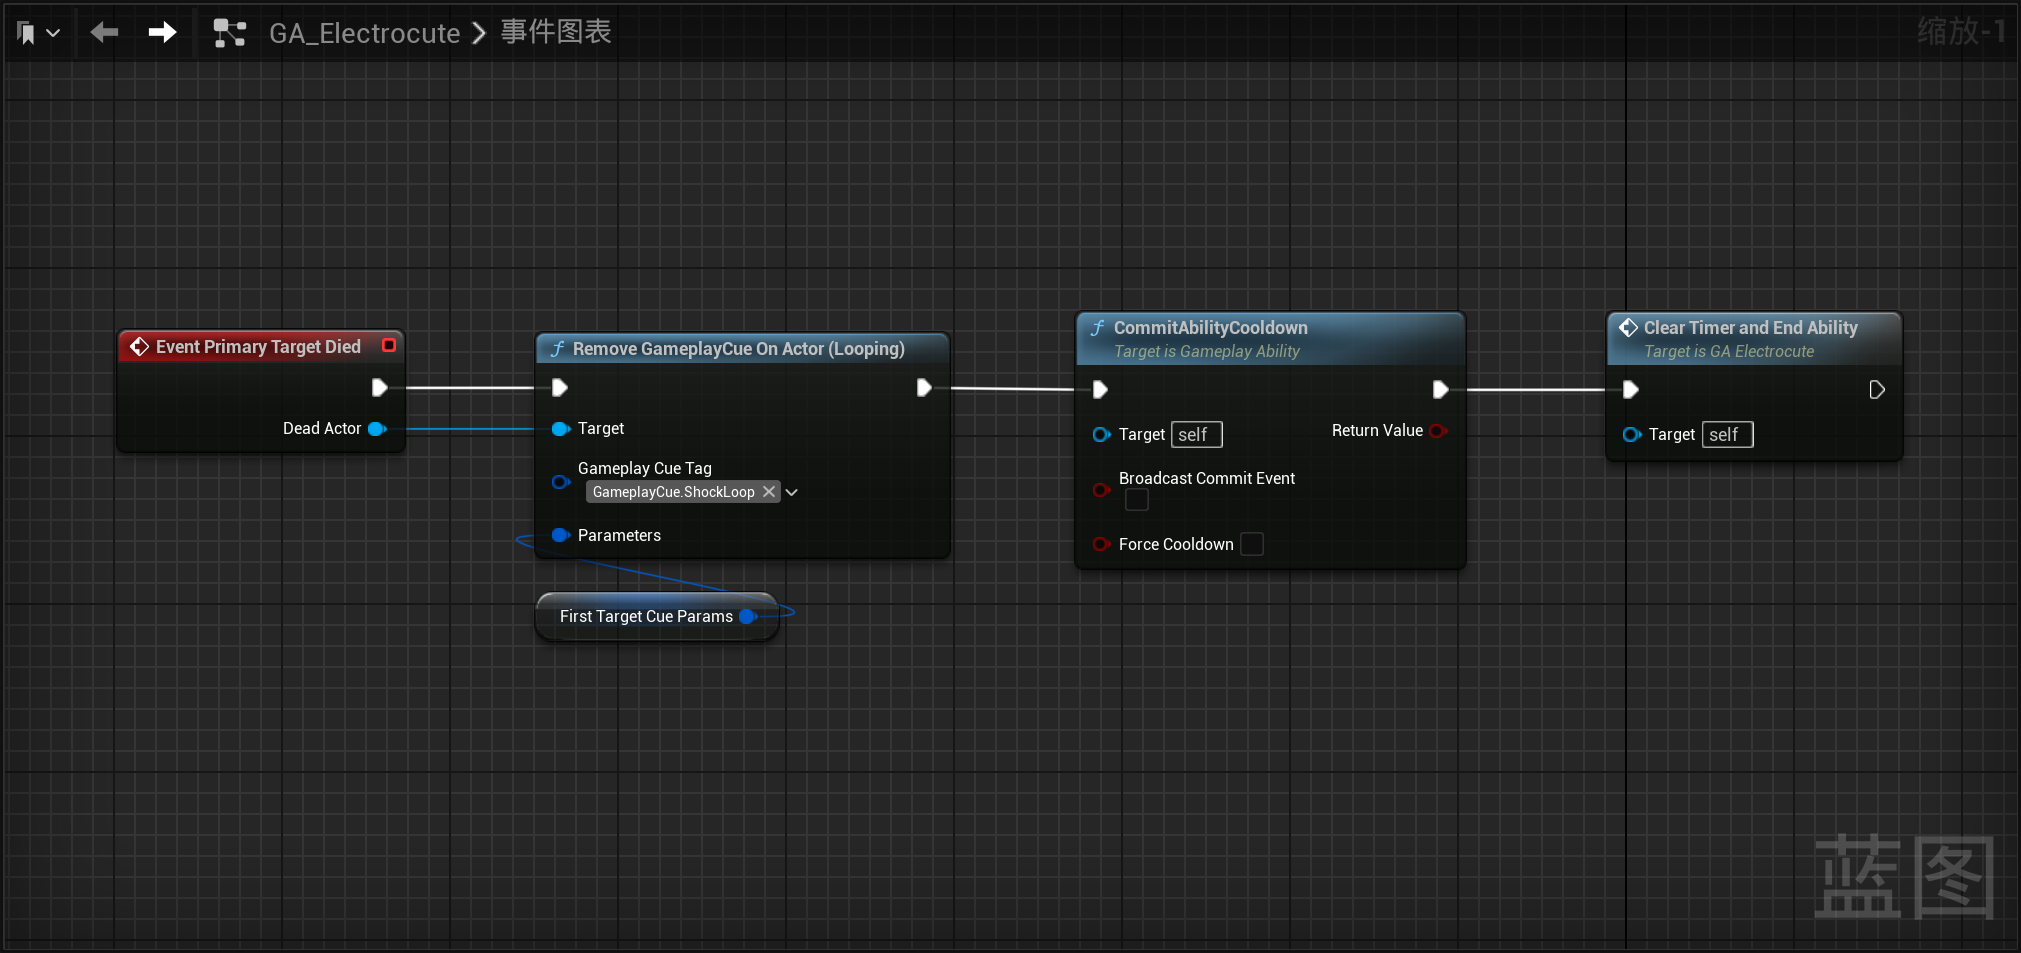 GA_Electrocute > 事件图表
缩放-1
Event Primary Target Died
Dead Actor
Remove GameplayCue On Actor (Looping)
Target
Gameplay Cue Tag
GameplayCue.ShockLoop
Parameters
First Target Cue Params
CommitAbilityCooldown
Target is Gameplay Ability
Target self
Return Value
Broadcast Commit Event
Force Cooldown
Clear Timer and End Ability
Target is GA Electrocute
Target self
蓝图